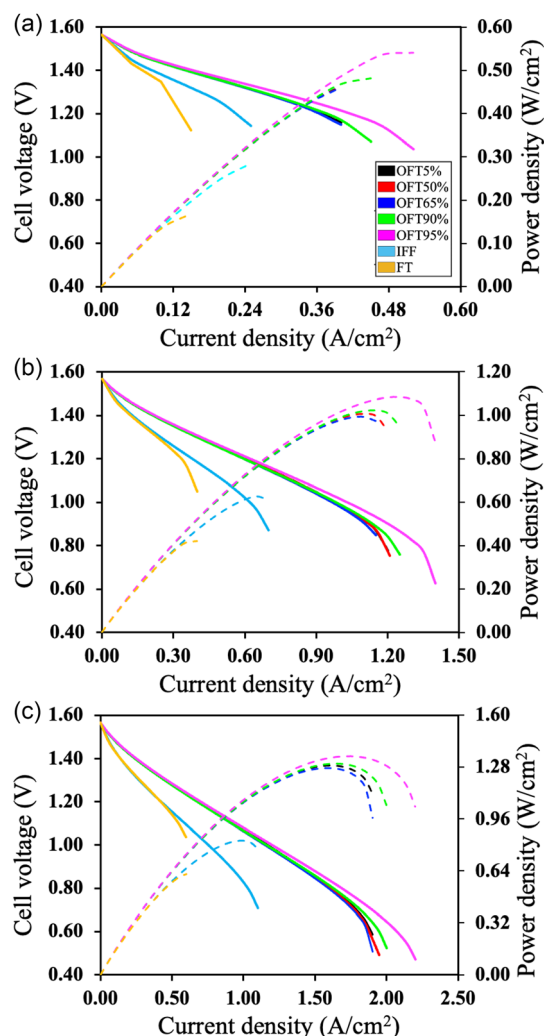 (a)
1.60
1.40
1.20
1.00
0.80
0.60
0.40
Cell voltage (V)
0.60
0.50
0.40
0.30
0.20
0.10
0.00
Power density (W/cm²)
OFT5%
OFT50%
OFT65%
OFT90%
OFT95%
IFF
FT
0.00 0.12 0.24 0.36 0.48 0.60
Current density (A/cm²)
(b)
1.60
1.40
1.20
1.00
0.80
0.60
0.40
Cell voltage (V)
1.20
1.00
0.80
0.60
0.40
0.20
0.00
Power density (W/cm²)
0.00 0.30 0.60 0.90 1.20 1.50
Current density (A/cm²)
(c)
1.60
1.40
1.20
1.00
0.80
0.60
0.40
Cell voltage (V)
1.60
1.28
0.96
0.64
0.32
0.00
Power density (W/cm²)
0.00 0.50 1.00 1.50 2.00 2.50
Current density (A/cm²)